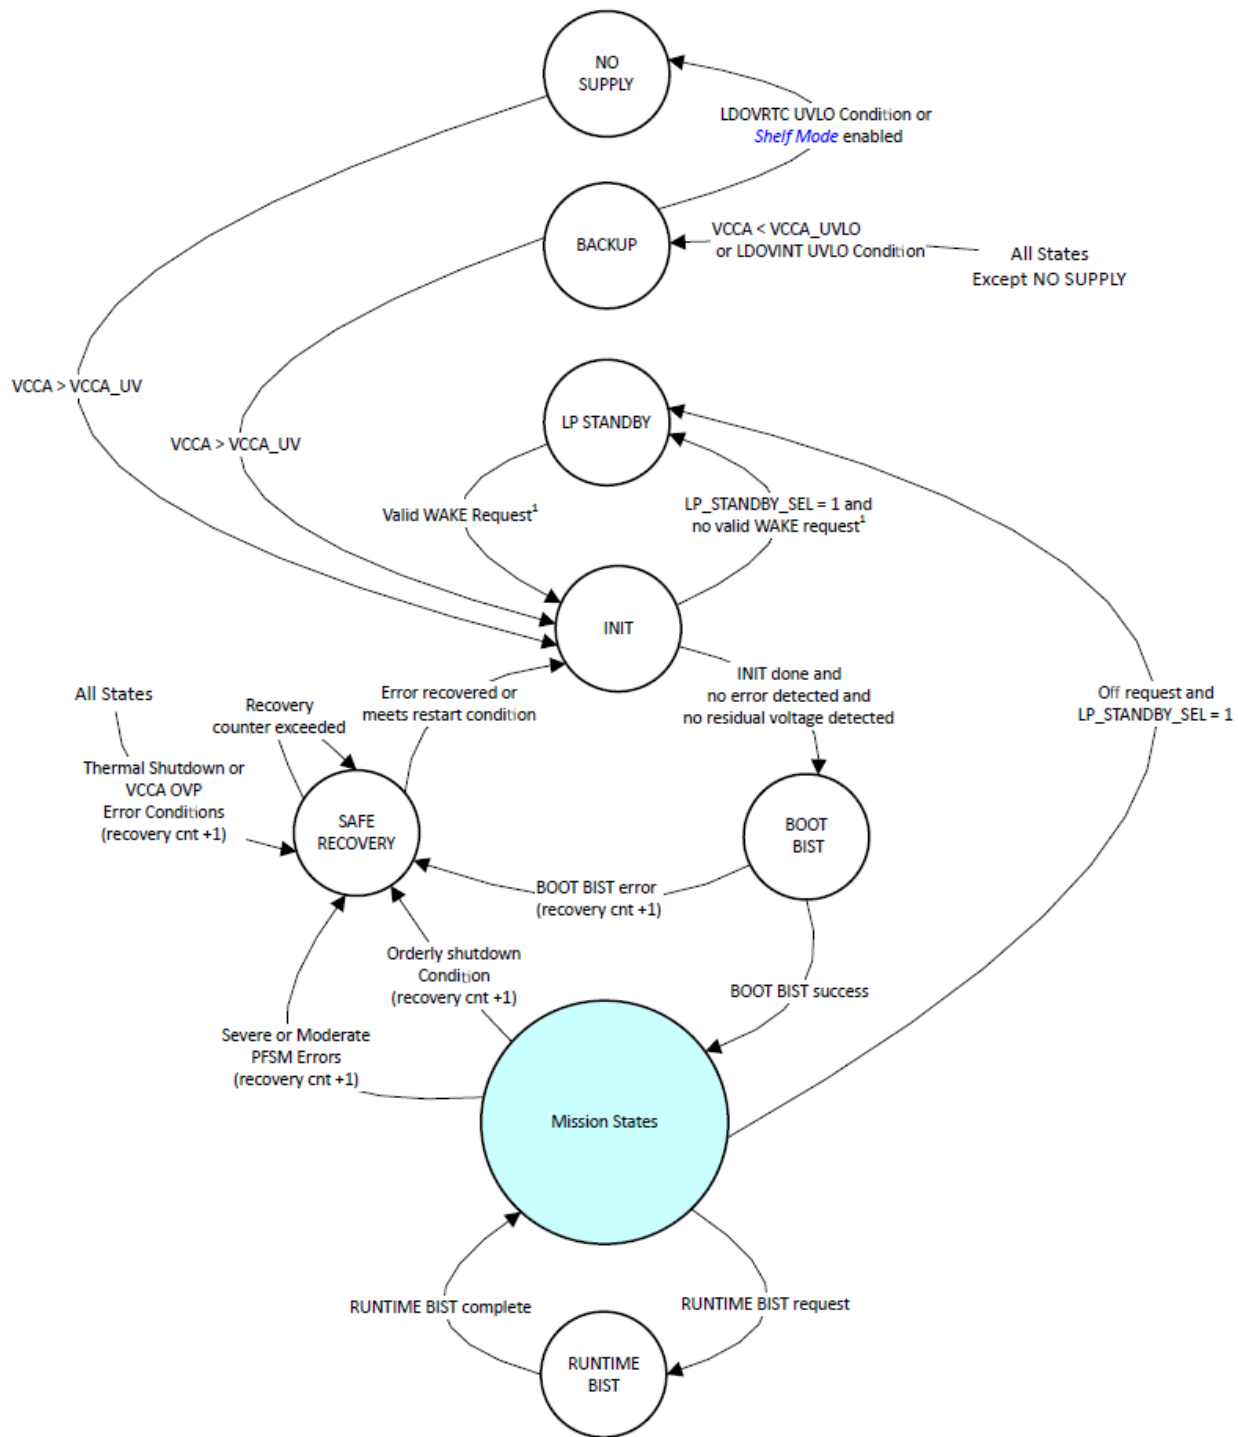 NO
SUPPLY
LDOVRTC UVLO Condition or
Shelf Mode enabled
BACKUP
VCCA < VCCA_UVLO
or LDOVINT UVLO Condition
All States
Except NO SUPPLY
VCCA > VCCA_UV
VCCA > VCCA_UV
LP STANDBY
Valid WAKE Request¹
LP_STANDBY_SEL = 1 and
no valid WAKE request¹
INIT
INIT done and
no error detected and
no residual voltage detected
Off request and
LP_STANDBY_SEL = 1
All States
Recovery
counter exceeded
Error recovered or
meets restart condition
Thermal Shutdown or
VCCA OVP
Error Conditions
(recovery cnt +1)
SAFE
RECOVERY
BOOT
BIST
BOOT BIST error
(recovery cnt +1)
Orderly shutdown
Condition
(recovery cnt +1)
BOOT BIST success
Severe or Moderate
PFSM Errors
(recovery cnt +1)
Mission States
RUNTIME BIST complete
RUNTIME BIST request
RUNTIME
BIST